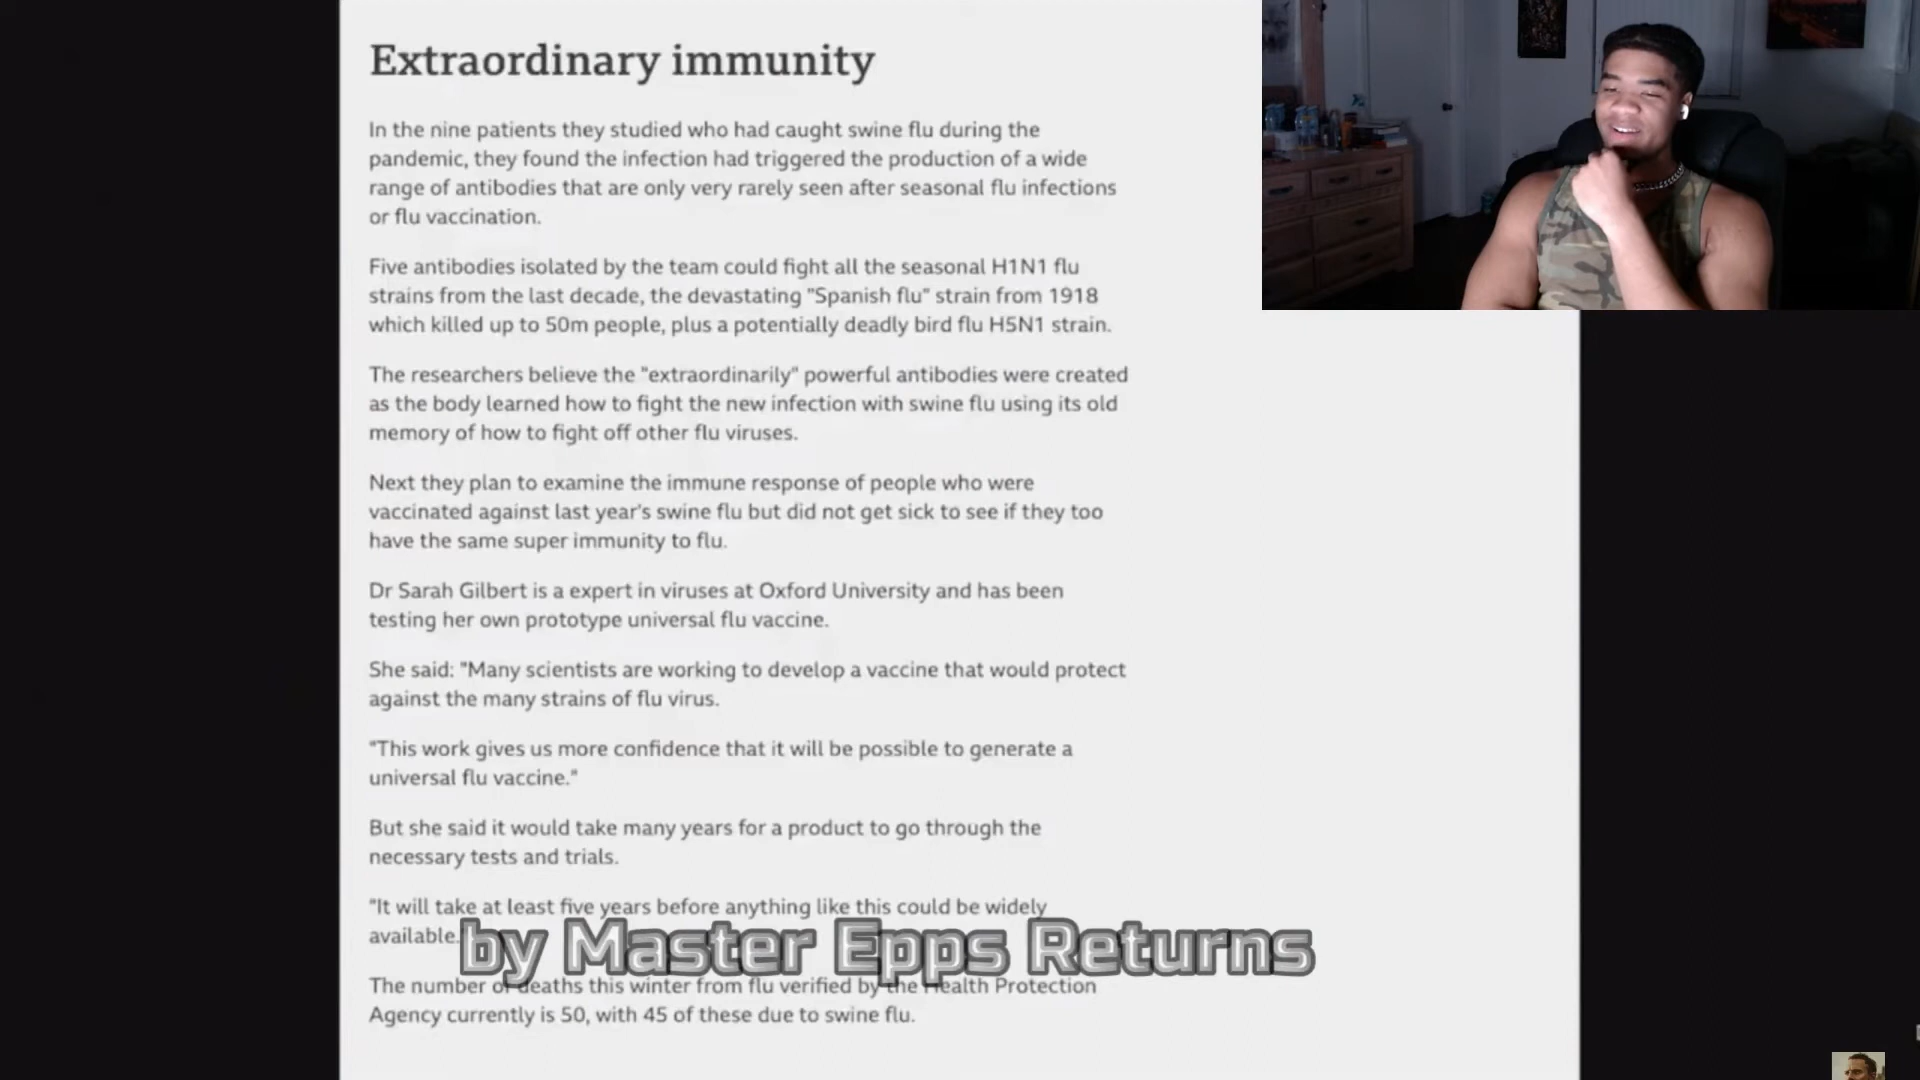 Extraordinary immunity
In the nine patients they studied who had caught swine flu during the
pandemic, they found the infection had triggered the production of a wide
range of antibodies that are only very rarely seen after seasonal flu infections
or flu vaccination.
Five antibodies isolated by the team could fight all the seasonal H1N1 flu
strains from the last decade, the devastating "Spanish flu" strain from 1918
which killed up to 50m people, plus a potentially deadly bird flu H5N1 strain.
The researchers believe the "extraordinarily" powerful antibodies were created
as the body learned how to fight the new infection with swine flu using its old
memory of how to fight off other flu viruses.
Next they plan to examine the immune response of people who were
vaccinated against last year's swine flu but did not get sick to see if they too
have the same super immunity to flu.
Dr Sarah Gilbert is a expert in viruses at Oxford University and has been
testing her own prototype universal flu vaccine.
She said: "Many scientists are working to develop a vaccine that would protect
against the many strains of flu virus.
"This work gives us more confidence that it will be possible to generate a
universal flu vaccine."
But she said it would take many years for a product to go through the
necessary tests and trials.
"It will take at least five years before anything like this could be widely
available.
by Master Epps Returns
The number of deaths this winter from flu verified by the Health Protection
Agency currently is 50, with 45 of these due to swine flu.